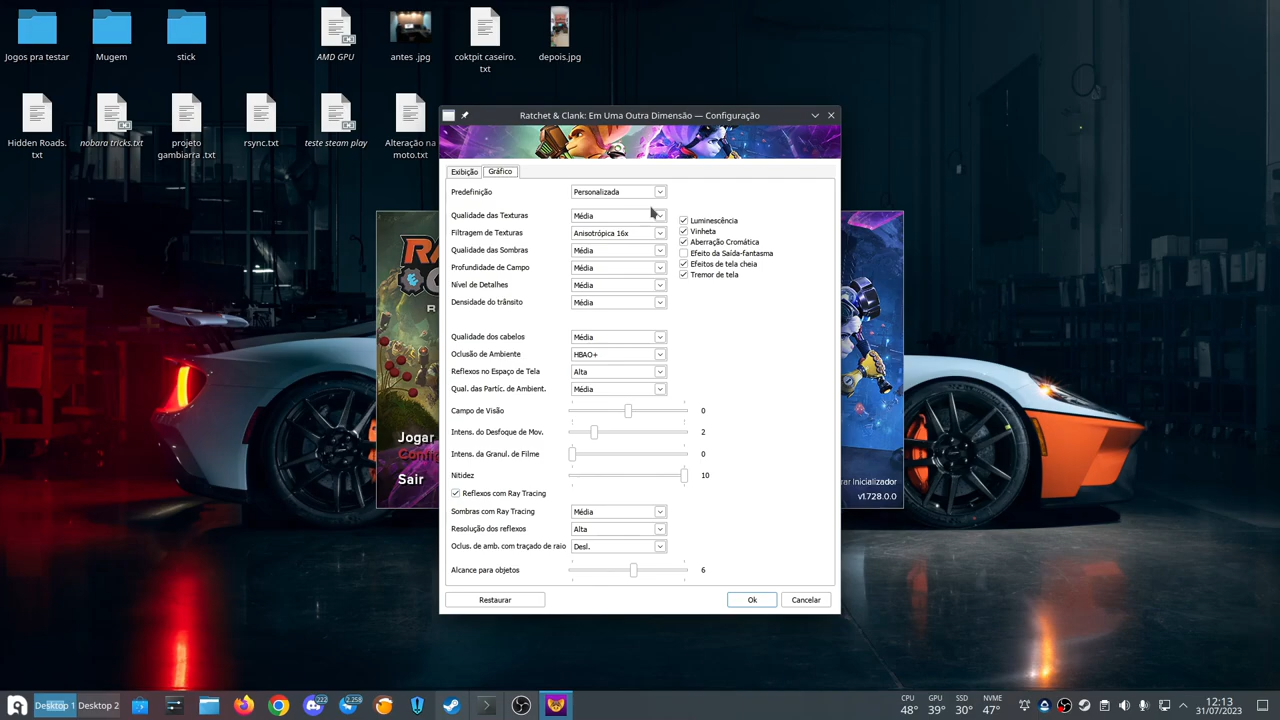 Jogos pra testar
Mugem
stick
AMD GPU
antes .jpg
coktpit caseiro.
txt
depois.jpg
Hidden Roads.
txt
nobara tricks.txt
projeto
gambiarra .txt
rsync.txt
teste steam play
Alteração na
moto.txt
Ratchet & Clank: Em Uma Outra Dimensão — Configuração
Exibição
Gráfico
Predefinição
Personalizada
Qualidade das Texturas
Média
Filtragem de Texturas
Anisotrópica 16x
Qualidade das Sombras
Média
Profundidade de Campo
Média
Nível de Detalhes
Média
Densidade do trânsito
Média
Luminescência
Vinheta
Aberração Cromática
Efeito da Saída-fantasma
Efeitos de tela cheia
Tremor de tela
Qualidade dos cabelos
Média
Oclusão de Ambiente
HBAO+
Reflexos no Espaço de Tela
Alta
Qual. das Partíc. de Ambient.
Média
Campo de Visão
0
Intens. do Desfoque de Mov.
2
Intens. da Granul. de Filme
0
Nitidez
10
Reflexos com Ray Tracing
Sombras com Ray Tracing
Média
Resolução dos reflexos
Alta
Oclus. de amb. com traçado de raio
Desl.
Alcance para objetos
6
Restaurar
Ok
Cancelar
Jogar
Sair
rar Inicializador
v1.728.0.0
Desktop 1
Desktop 2
222
2.258
CPU
GPU
SSD
NVME
48°
39°
30°
47°
12:13
31/07/2023